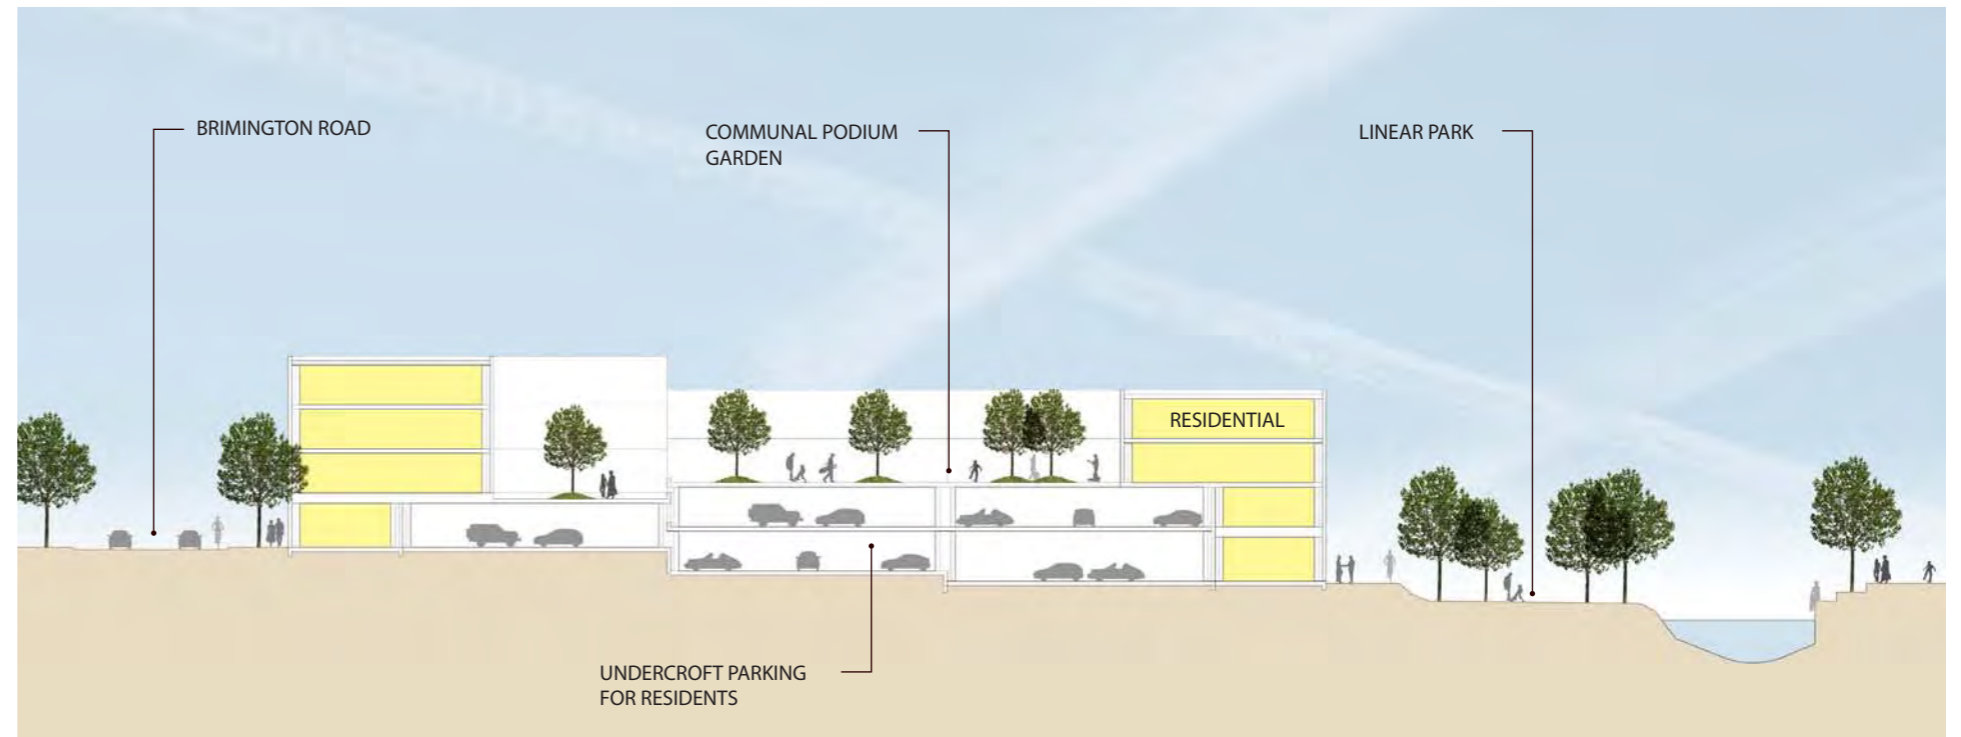 BRIMINGTON ROAD
COMMUNAL PODIUM
GARDEN
LINEAR PARK
RESIDENTIAL
UNDERCROFT PARKING
FOR RESIDENTS